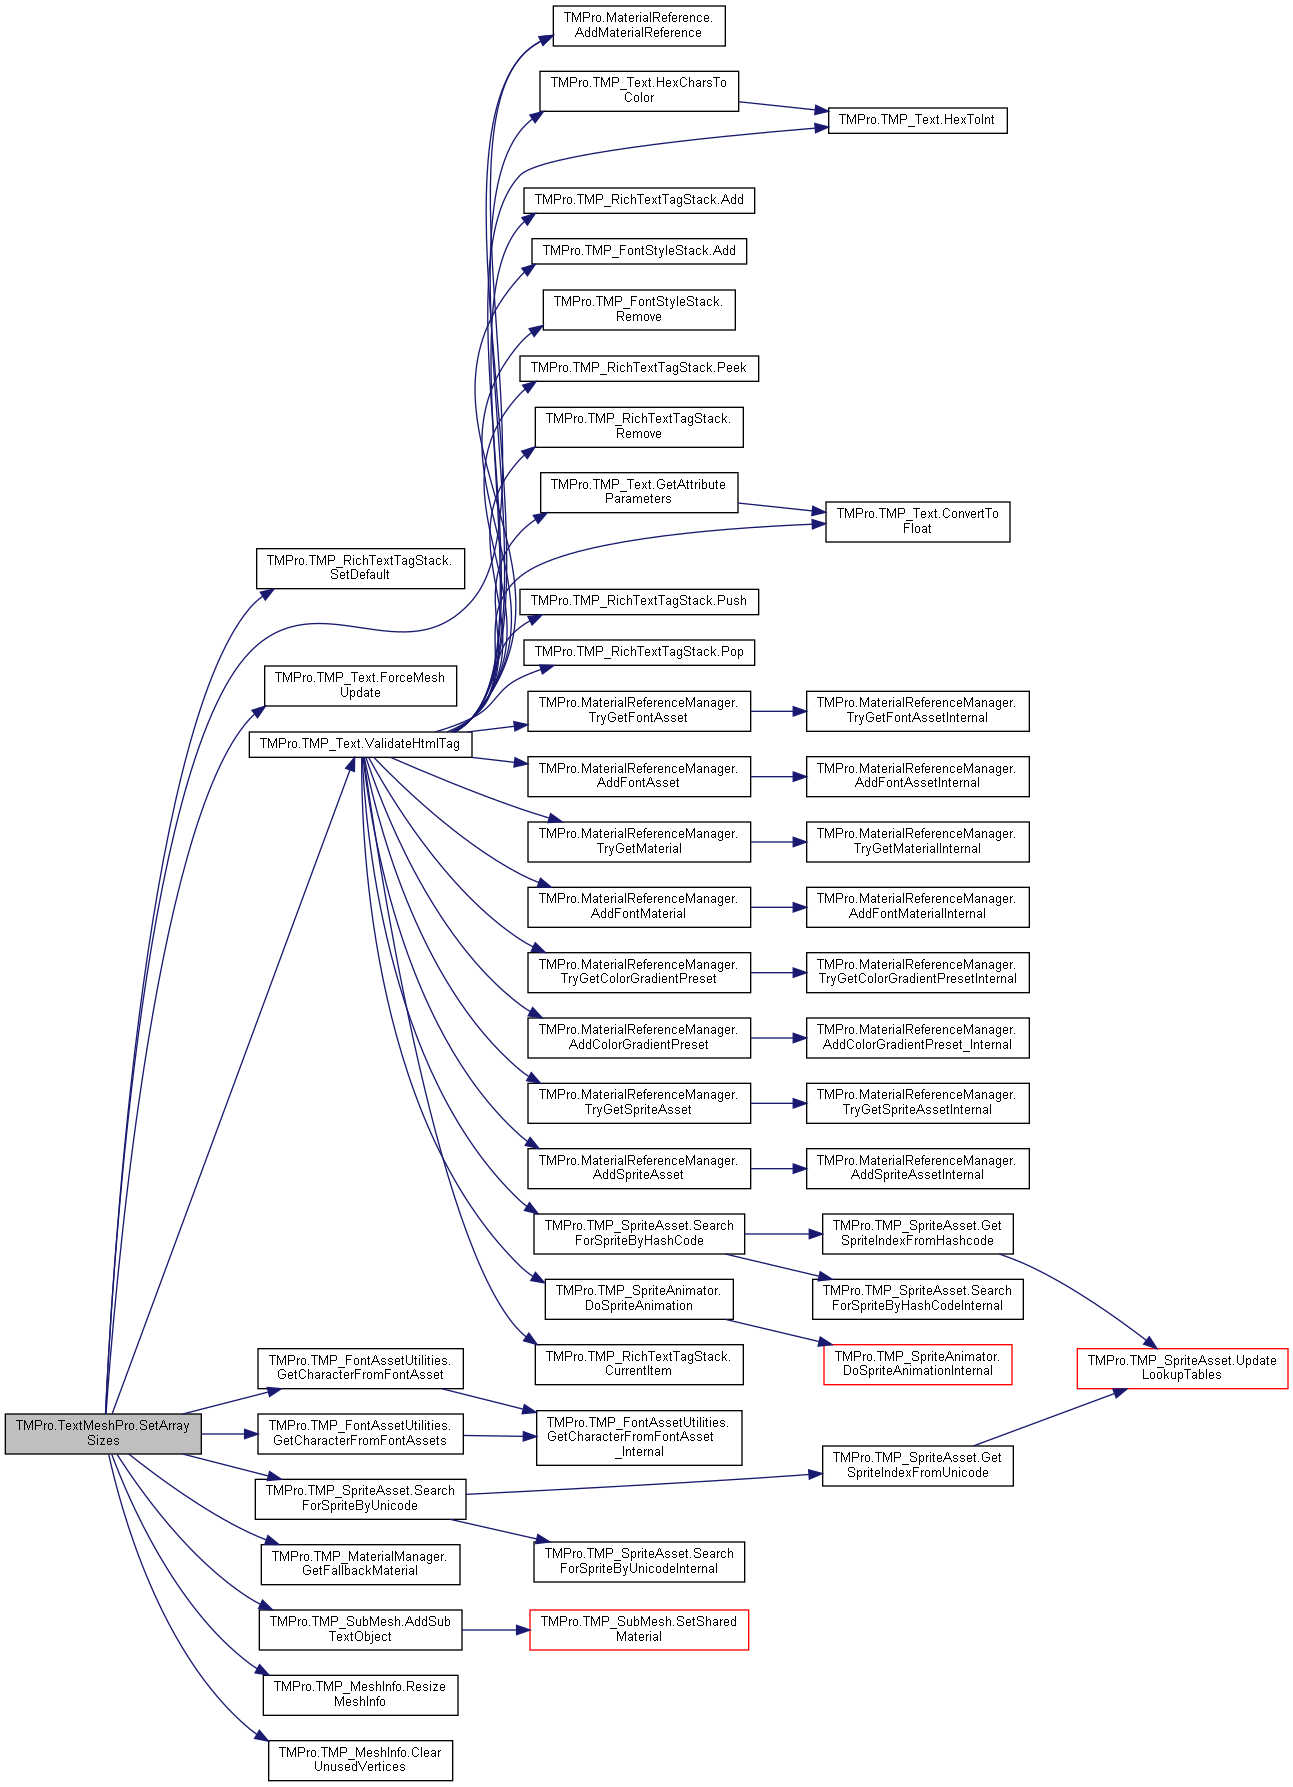 TMPro.MaterialReference.
AddMaterialReference
TMPro.TMP_Text.HexCharsTo
Color
TMPro.TMP_Text.HexToInt
TMPro.TMP_RichTextTagStack.Add
TMPro.TMP_FontStyleStack.Add
TMPro.TMP_FontStyleStack.
Remove
TMPro.TMP_RichTextTagStack.Peek
TMPro.TMP_RichTextTagStack.
Remove
TMPro.TMP_Text.GetAttribute
Parameters
TMPro.TMP_Text.ConvertTo
Float
TMPro.TMP_RichTextTagStack.
SetDefault
TMPro.TMP_RichTextTagStack.Push
TMPro.TMP_RichTextTagStack.Pop
TMPro.TMP_Text.ForceMesh
Update
TMPro.TMP_Text.ValidateHtmlTag
TMPro.MaterialReferenceManager.
TryGetFontAsset
TMPro.MaterialReferenceManager.
TryGetFontAssetInternal
TMPro.MaterialReferenceManager.
AddFontAsset
TMPro.MaterialReferenceManager.
AddFontAssetInternal
TMPro.MaterialReferenceManager.
TryGetMaterial
TMPro.MaterialReferenceManager.
TryGetMaterialInternal
TMPro.MaterialReferenceManager.
AddFontMaterial
TMPro.MaterialReferenceManager.
AddFontMaterialInternal
TMPro.MaterialReferenceManager.
TryGetColorGradientPreset
TMPro.MaterialReferenceManager.
TryGetColorGradientPresetInternal
TMPro.MaterialReferenceManager.
AddColorGradientPreset
TMPro.MaterialReferenceManager.
AddColorGradientPreset_Internal
TMPro.MaterialReferenceManager.
TryGetSpriteAsset
TMPro.MaterialReferenceManager.
TryGetSpriteAssetInternal
TMPro.MaterialReferenceManager.
AddSpriteAsset
TMPro.MaterialReferenceManager.
AddSpriteAssetInternal
TMPro.TMP_SpriteAsset.Search
ForSpriteByHashCode
TMPro.TMP_SpriteAsset.Get
SpriteIndexFromHashcode
TMPro.TMP_SpriteAnimator.
DoSpriteAnimation
TMPro.TMP_SpriteAsset.Search
ForSpriteByHashCodeInternal
TMPro.TMP_RichTextTagStack.
CurrentItem
TMPro.TMP_SpriteAnimator.
DoSpriteAnimationInternal
TMPro.TMP_SpriteAsset.Update
LookupTables
TMPro.TMP_FontAssetUtilities.
GetCharacterFromFontAsset
TMPro.TextMeshPro.SetArray
Sizes
TMPro.TMP_FontAssetUtilities.
GetCharacterFromFontAssets
TMPro.TMP_FontAssetUtilities.
GetCharacterFromFontAsset
_Internal
TMPro.TMP_SpriteAsset.Get
SpriteIndexFromUnicode
TMPro.TMP_SpriteAsset.Search
ForSpriteByUnicode
TMPro.TMP_SpriteAsset.Search
ForSpriteByUnicodeInternal
TMPro.TMP_MaterialManager.
GetFallbackMaterial
TMPro.TMP_SubMesh.AddSub
TextObject
TMPro.TMP_SubMesh.SetShared
Material
TMPro.TMP_MeshInfo.Resize
MeshInfo
TMPro.TMP_MeshInfo.Clear
UnusedVertices